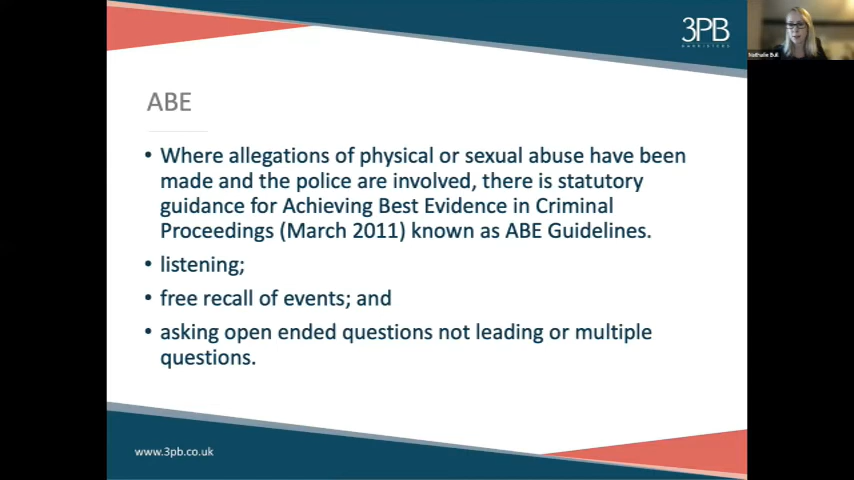 3PB
BARRISTERS
Nathalie Bull
ABE
• Where allegations of physical or sexual abuse have been
made and the police are involved, there is statutory
guidance for Achieving Best Evidence in Criminal
Proceedings (March 2011) known as ABE Guidelines.
• listening;
• free recall of events; and
• asking open ended questions not leading or multiple
questions.
www.3pb.co.uk